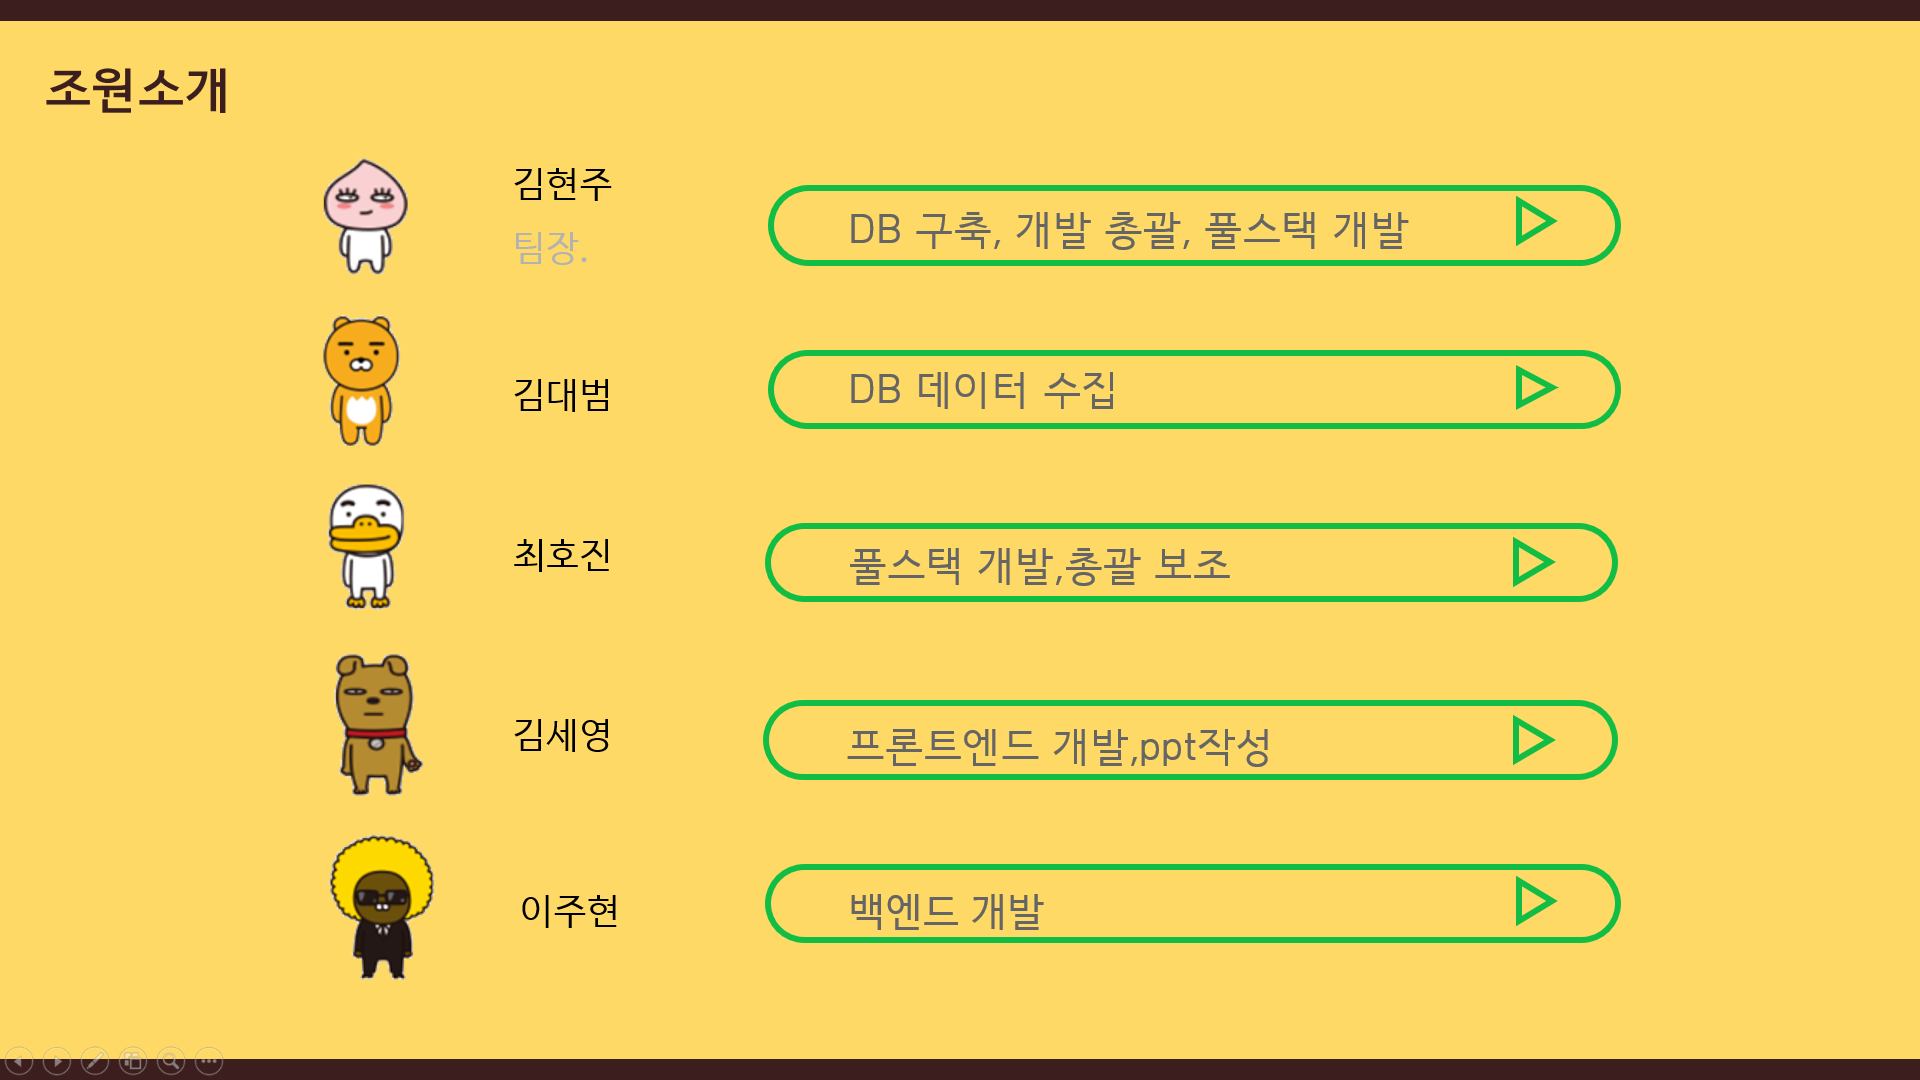 조원소개
김현주
팀장.
DB 구축, 개발 총괄, 풀스택 개발
김대범
DB 데이터 수집
최호진
풀스택 개발,총괄 보조
김세영
프론트엔드 개발,ppt작성
이주현
백엔드 개발